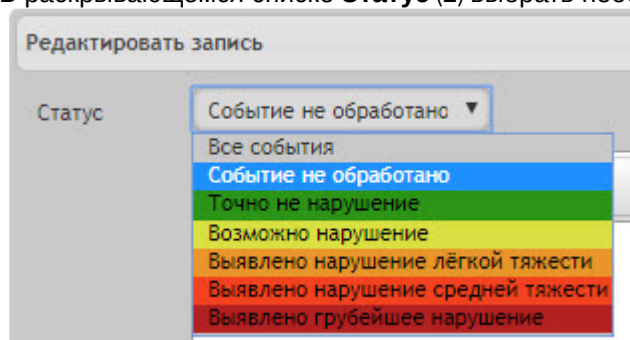 В раскрывающемся списке Статус (2) выбрать
Редактировать запись
Статус
Событие не обработано
Все события
Событие не обработано
Точно не нарушение
Возможно нарушение
Выявлено нарушение лёгкой тяжести
Выявлено нарушение средней тяжести
Выявлено грубейшее нарушение